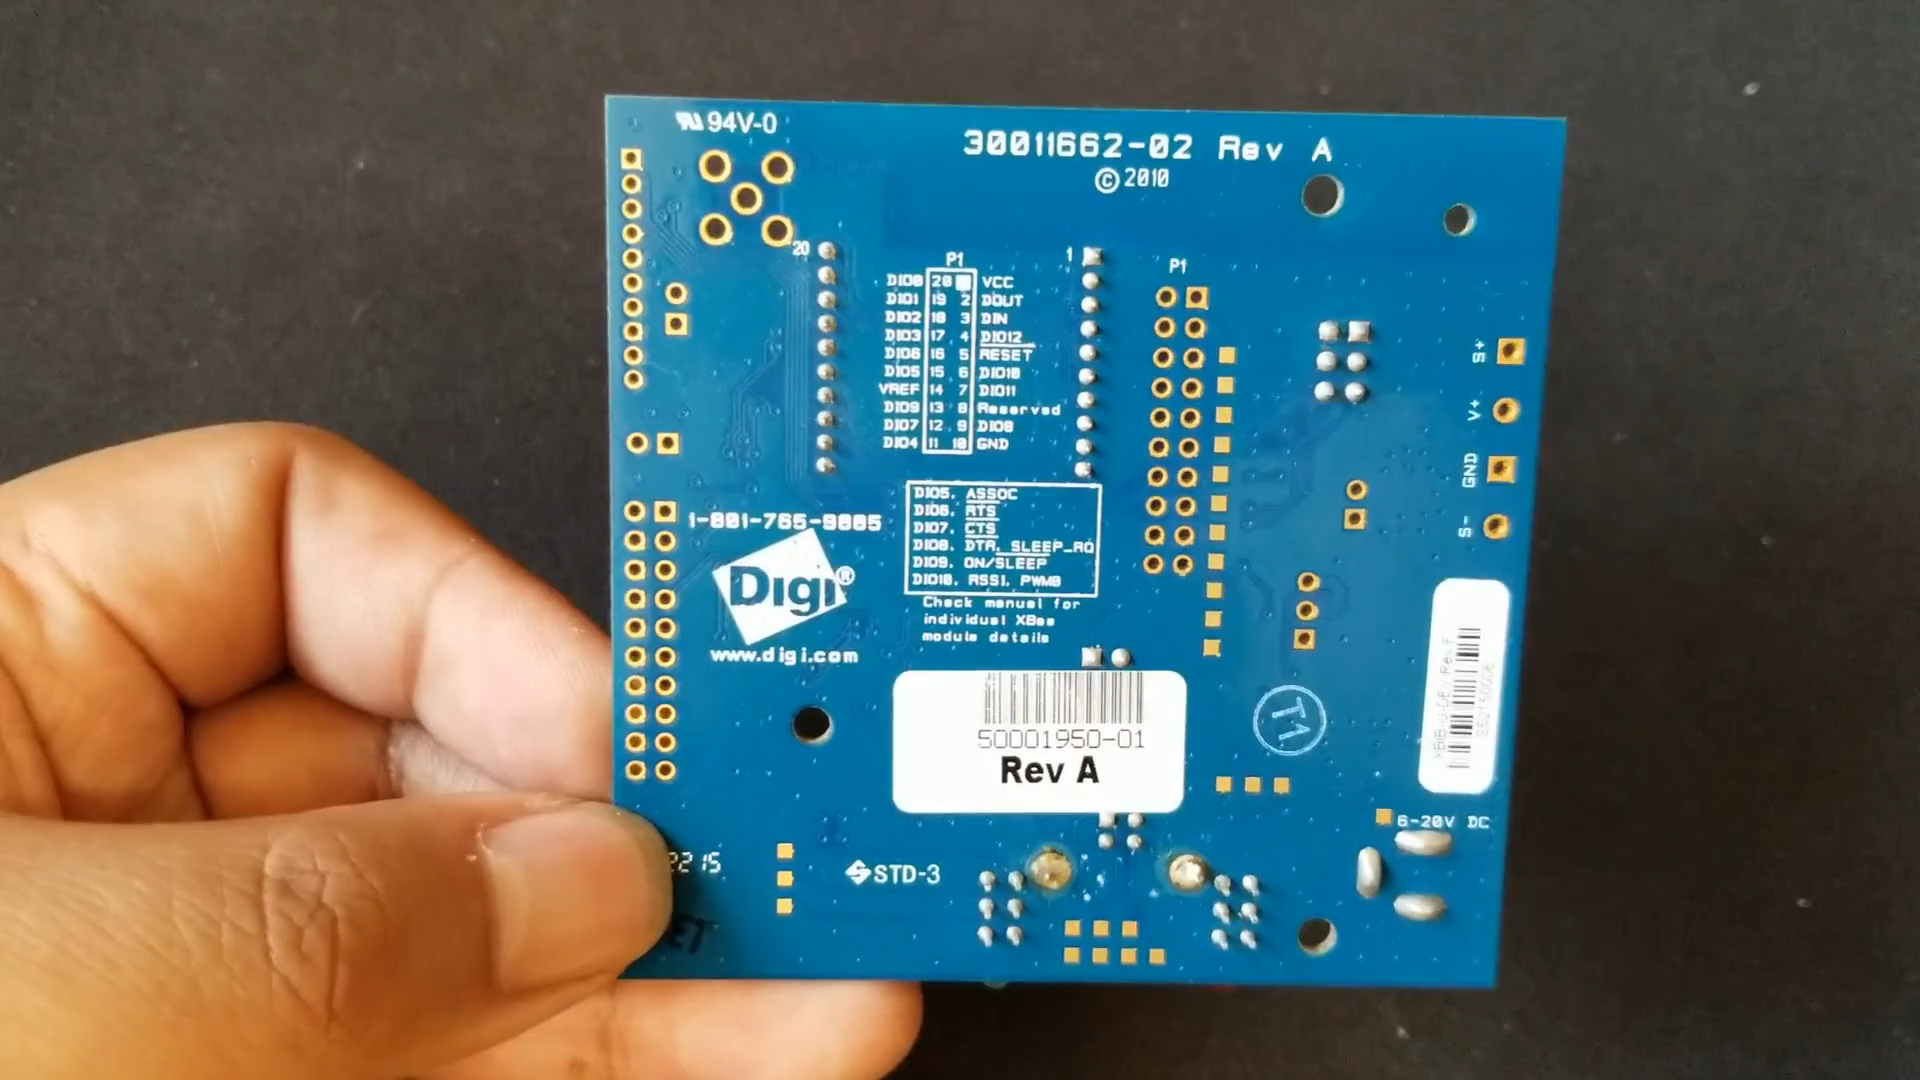 94V-0
30011662-02 Rev A
© 2010
20
1
P1
P1
DIO0 20 VCC
DIO1 19 2 DOUT
DIO2 18 3 DIN
DIO3 17 4 DIO12
DIO6 16 5 RESET
DIO5 15 6 DIO10
VREF 14 7 DIO11
DIO9 13 8 Reserved
DIO7 12 9 DIO8
DIO4 11 10 GND
S+
V+
GND
S-
DIO5, ASSOC
DIO6, RTS
DIO7, CTS
DIO8, DTR, SLEEP_RQ
DIO9, ON/SLEEP
DIO10, RSSI, PWM0
Check manual for
individual XBee
module details
1-801-765-9885
Digi®
www.digi.com
50001950-01
Rev A
6-20V DC
2215
STD-3